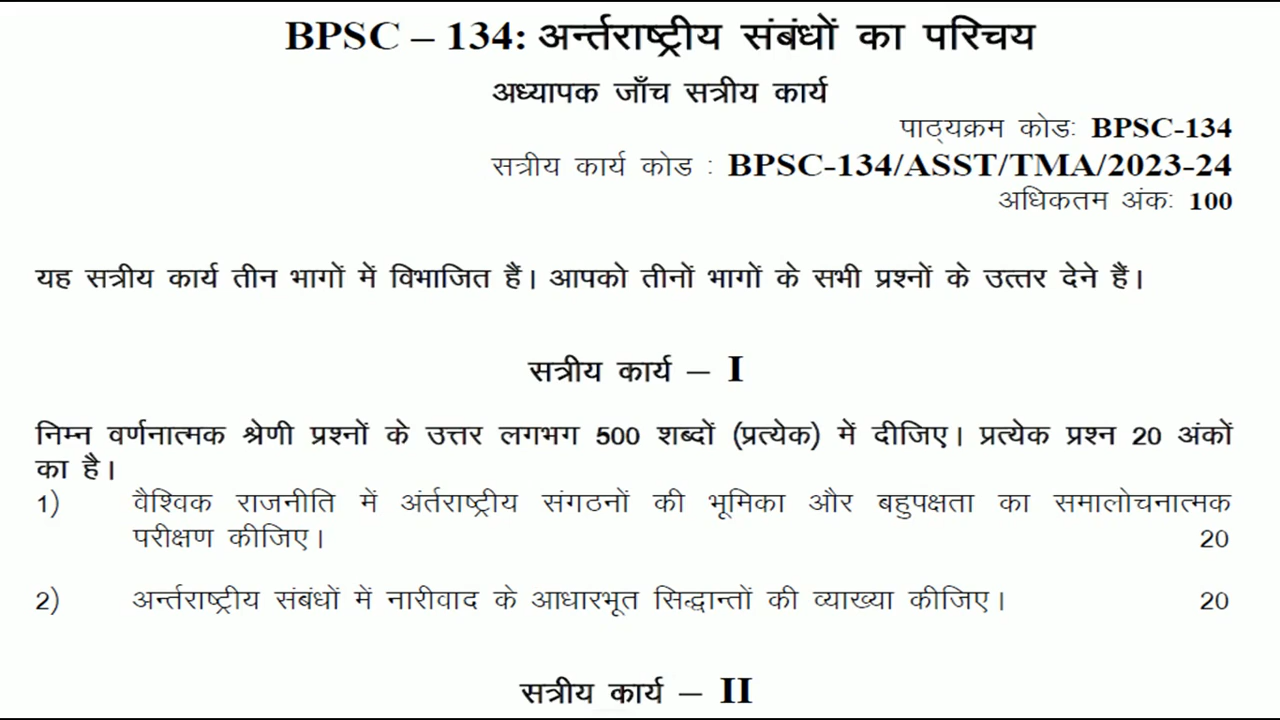 BPSC – 134: अर्न्तराष्ट्रीय संबंधों का परिचय
अध्यापक जाँच सत्रीय कार्य
पाठ्यक्रम कोडः BPSC-134
सत्रीय कार्य कोड : BPSC-134/ASST/TMA/2023-24
अधिकतम अंकः 100
यह सत्रीय कार्य तीन भागों में विभाजित हैं। आपको तीनों भागों के सभी प्रश्नों के उत्तर देने हैं।
सत्रीय कार्य – I
निम्न वर्णनात्मक श्रेणी प्रश्नों के उत्तर लगभग 500 शब्दों (प्रत्येक) में दीजिए। प्रत्येक प्रश्न 20 अंकों
का है।
1) वैश्विक राजनीति में अंर्तराष्ट्रीय संगठनों की भूमिका और बहुपक्षता का समालोचनात्मक
परीक्षण कीजिए। 20
2) अर्न्तराष्ट्रीय संबंधों में नारीवाद के आधारभूत सिद्धान्तों की व्याख्या कीजिए। 20
सत्रीय कार्य – II